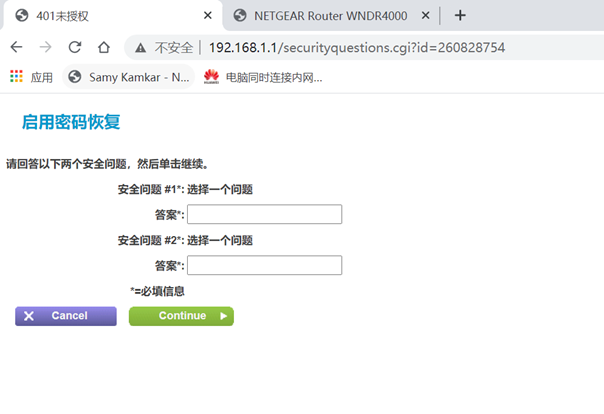 401未授权
NETGEAR Router WNDR4000
不安全 | 192.168.1.1/securityquestions.cgi?id=260828754
应用 Samy Kamkar - N... HUAWEI 电脑同时连接内网...
启用密码恢复
请回答以下两个安全问题，然后单击继续。
安全问题 #1*: 选择一个问题
答案*:
安全问题 #2*: 选择一个问题
答案*:
*=必填信息
Cancel
Continue